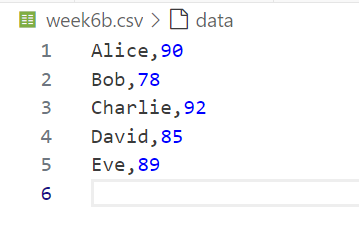 week6b.csv > data
1 Alice,90
2 Bob,78
3 Charlie,92
4 David,85
5 Eve,89
6